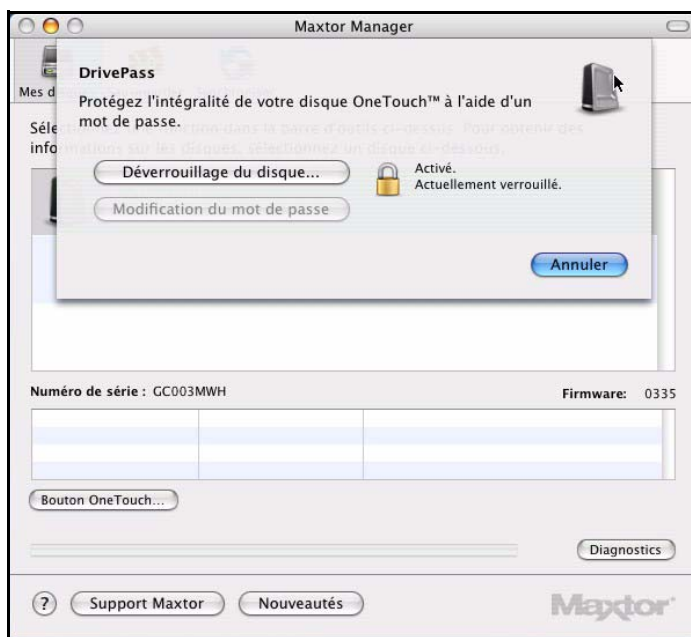 Maxtor Manager
DrivePass
Mes d
Protégez l'intégralité de votre disque OneTouch™ à l'aide d'un
mot de passe.
Séle
infor
Déverrouillage du disque...
Activé.
Actuellement verrouillé.
Modification du mot de passe
Annuler
Numéro de série : GC003MWH
Firmware: 0335
Bouton OneTouch...
Diagnostics
? Support Maxtor Nouveautés
Maxtor